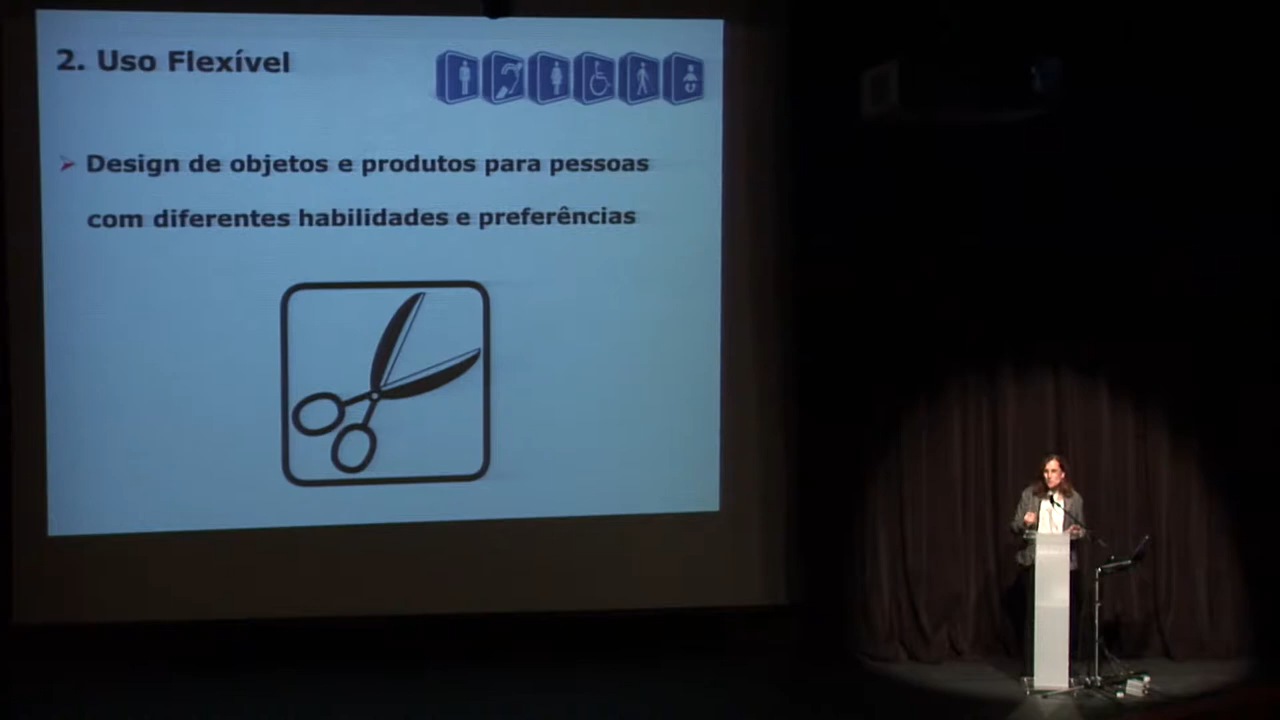 2. Uso Flexível
Design de objetos e produtos para pessoas
com diferentes habilidades e preferências